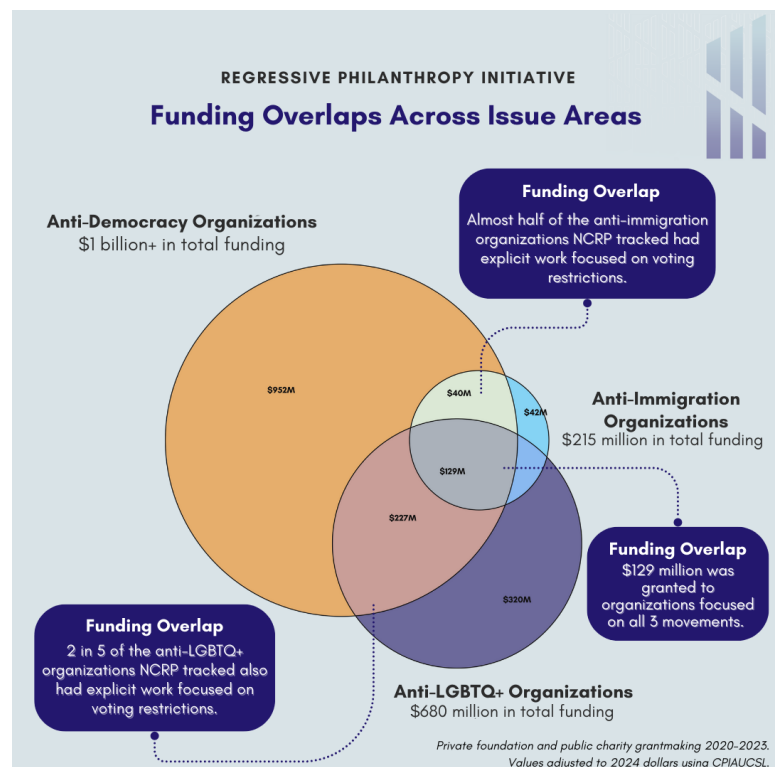 REGRESSIVE PHILANTHROPY INITIATIVE
Funding Overlaps Across Issue Areas
Funding Overlap
Almost half of the anti-immigration
organizations NCRP tracked had
explicit work focused on voting
restrictions.
Anti-Democracy Organizations
$1 billion+ in total funding
$952M
$40M
$42M
Anti-Immigration
Organizations
$215 million in total funding
$129M
$227M
$320M
Funding Overlap
$129 million was
granted to
organizations focused
on all 3 movements.
Funding Overlap
2 in 5 of the anti-LGBTQ+
organizations NCRP tracked also
had explicit work focused on
voting restrictions.
Anti-LGBTQ+ Organizations
$680 million in total funding
Private foundation and public charity grantmaking 2020-2023.
Values adjusted to 2024 dollars using CPIAUCSL.